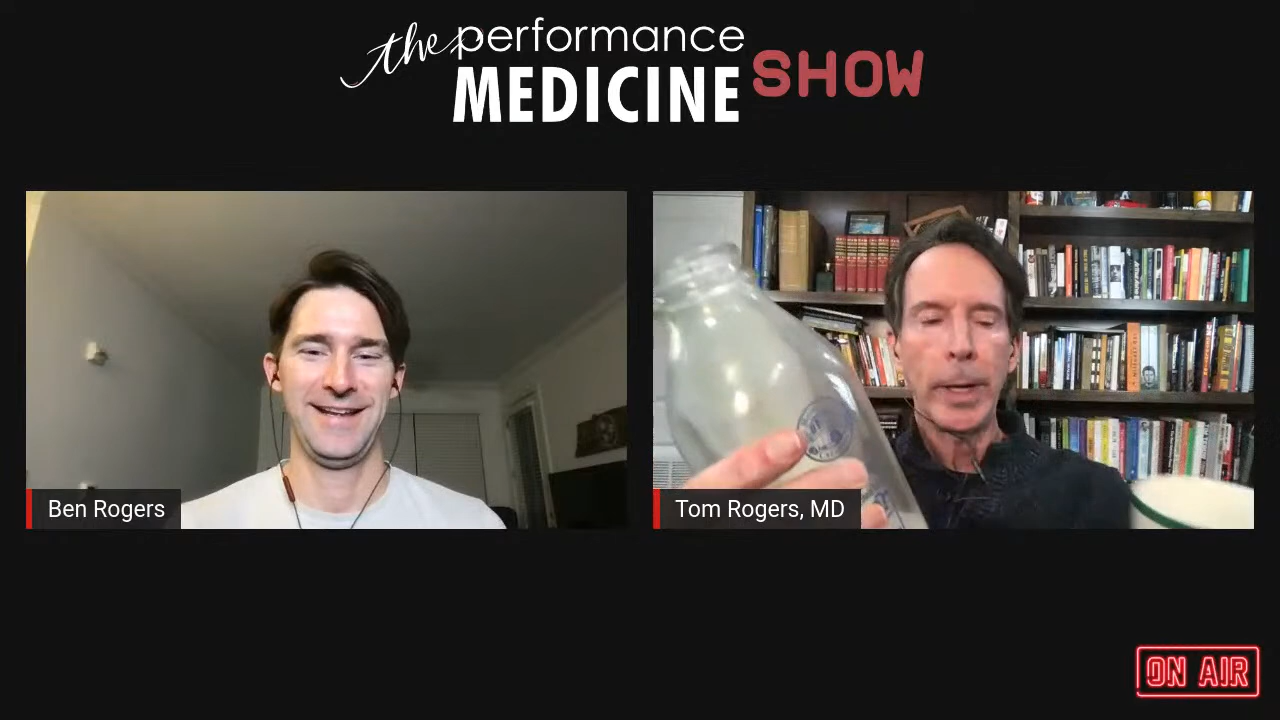 the performance
MEDICINE SHOW
Ben Rogers
Tom Rogers, MD
ON AIR